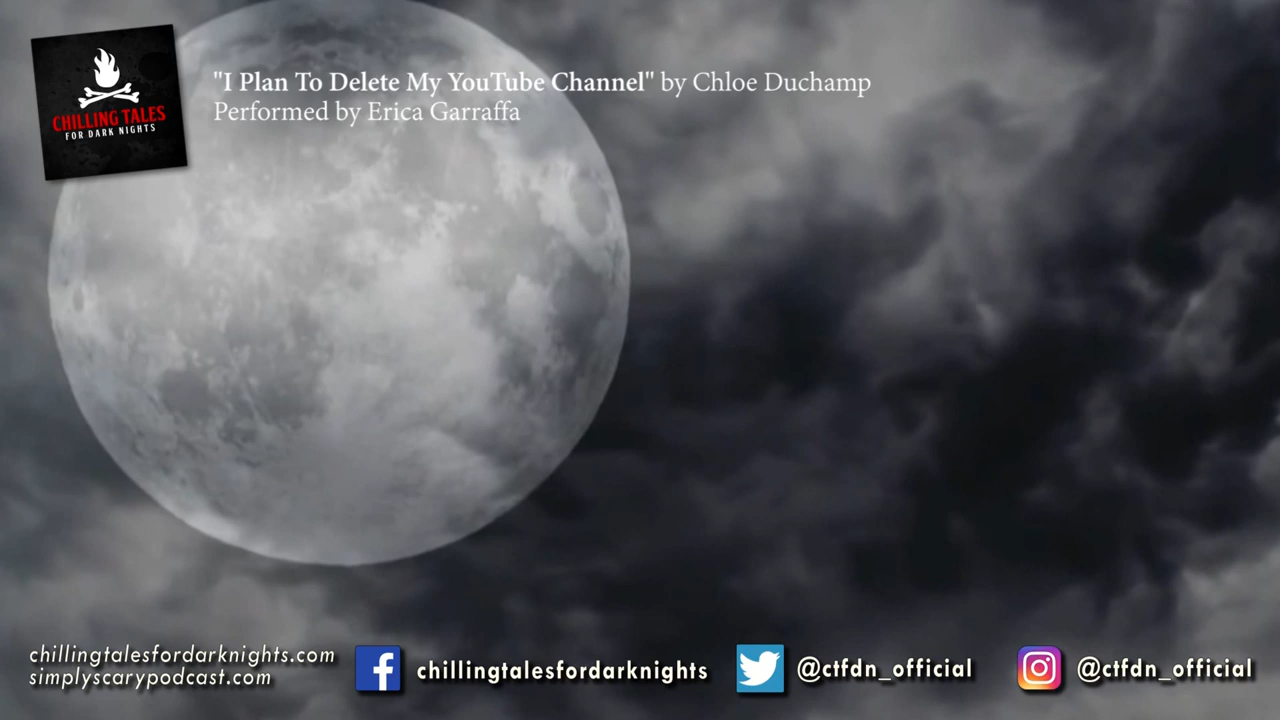 CHILLING TALES
FOR DARK NIGHTS
"I Plan To Delete My YouTube Channel" by Chloe Duchamp
Performed by Erica Garraffa
chillingtalesfordarknights.com
simplyscarypodcast.com
chillingtalesfordarknights
@ctfdn_official
@ctfdn_official